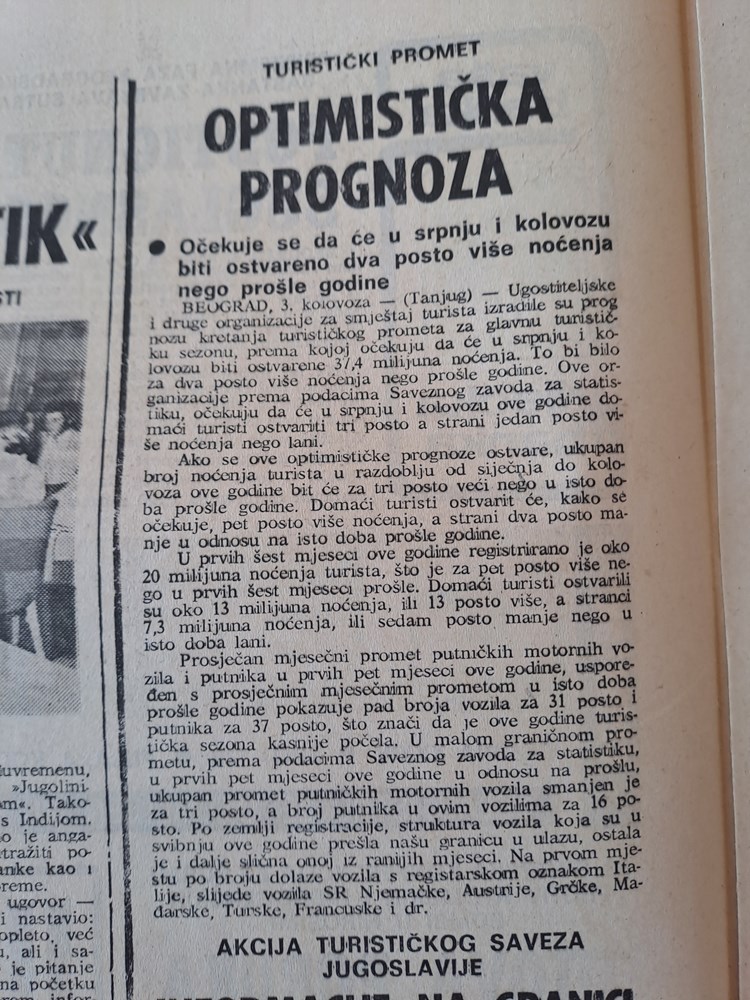 TIK«
STI
uvremenu,
»Jugolini-
am«. Tako-
s Indijom.
o je anga-
tražiti po-
anke kao i
reme.
ugovor —
i nastavio:
opleto, već
u, ali i sa-
je pitanje
na početku
TURISTIČKI PROMET
OPTIMISTIČKA
PROGNOZA
● Očekuje se da će u srpnju i kolovozu
biti ostvareno dva posto više noćenja
nego prošle godine
BEOGRAD, 3. kolovoza — (Tanjug) — Ugostiteljske
i druge organizacije za smještaj turista izradile su prog
nozu kretanja turističkog prometa za glavnu turistič-
ku sezonu, prema kojoj očekuju da će u srpnju i ko-
lovozu biti ostvarene 37,4 milijuna noćenja. To bi bilo
za dva posto više noćenja nego prošle godine. Ove or-
ganizacije prema podacima Saveznog zavoda za statis-
tiku, očekuju da će u srpnju i kolovozu ove godine do-
maći turisti ostvariti tri posto a strani jedan posto vi-
še noćenja nego lani.
Ako se ove optimističke prognoze ostvare, ukupan
broj noćenja turista u razdoblju od siječnja do kolo-
voza ove godine bit će za tri posto veći nego u isto do-
ba prošle godine. Domaći turisti ostvarit će, kako se
očekuje, pet posto više noćenja, a strani dva posto ma-
nje u odnosu na isto doba prošle godine.
U prvih šest mjeseci ove godine registrirano je oko
20 milijuna noćenja turista, što je za pet posto više ne-
go u prvih šest mjeseci prošle. Domaći turisti ostvarili
su oko 13 milijuna noćenja, ili 13 posto više, a stranci
7,3 milijuna noćenja, ili sedam posto manje nego u
isto doba lani.
Prosječan mjesečni promet putničkih motornih vo-
zila i putnika u prvih pet mjeseci ove godine, uspore-
đen s prosječnim mjesečnim prometom u isto doba
prošle godine pokazuje pad broja vozila za 31 posto i
putnika za 37 posto, što znači da je ove godine turis-
tička sezona kasnije počela. U malom graničnom pro-
metu, prema podacima Saveznog zavoda za statistiku,
u prvih pet mjeseci ove godine u odnosu na prošlu,
ukupan promet putničkih motornih vozila smanjen je
za tri posto, a broj putnika u ovim vozilima za 16 po-
sto. Po zemlji registracije, struktura vozila koja su u
svibnju ove godine prešla našu granicu u ulazu, ostala
je i dalje slična onoj iz ranijih mjeseci. Na prvom mje-
stu po broju dolaze vozila s registarskom oznakom Ita-
lije, slijede vozila SR Njemačke, Austrije, Grčke, Ma-
đarske, Turske, Francuske i dr.
AKCIJA TURISTIČKOG SAVEZA
JUGOSLAVIJE
INFORMACIJE NA GRANICI